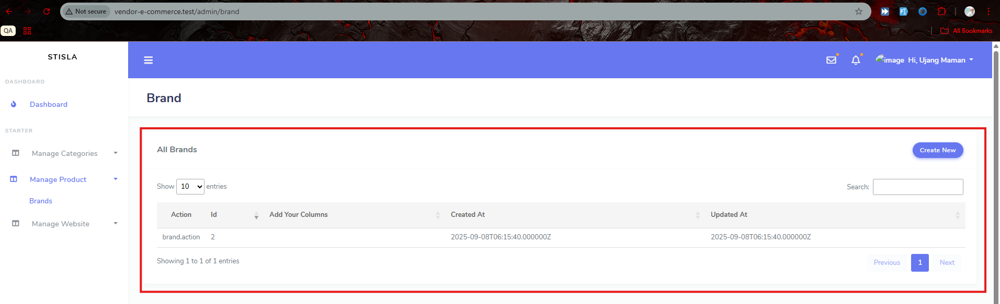 Not secure vendor-e-commerce.test/admin/brand
QA
All Bookmarks
STISLA
image Hi, Ujang Maman
DASHBOARD
Dashboard
STARTER
Manage Categories
Manage Product
Brands
Manage Website
Brand
All Brands
Create New
Show 10 entries
Search:
Action Id Add Your Columns Created At Updated At
brand.action 2 2025-09-08T06:15:40.000000Z 2025-09-08T06:15:40.000000Z
Showing 1 to 1 of 1 entries
Previous 1 Next